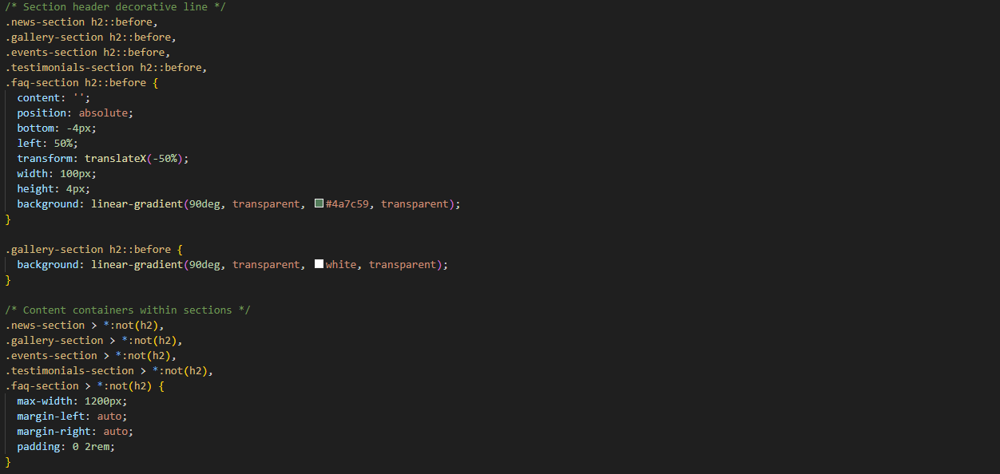 /* Section header decorative line */
.news-section h2::before,
.gallery-section h2::before,
.events-section h2::before,
.testimonials-section h2::before,
.faq-section h2::before {
  content: '';
  position: absolute;
  bottom: -4px;
  left: 50%;
  transform: translateX(-50%);
  width: 100px;
  height: 4px;
  background: linear-gradient(90deg, transparent, #4a7c59, transparent);
}

.gallery-section h2::before {
  background: linear-gradient(90deg, transparent, white, transparent);
}

/* Content containers within sections */
.news-section > *:not(h2),
.gallery-section > *:not(h2),
.events-section > *:not(h2),
.testimonials-section > *:not(h2),
.faq-section > *:not(h2) {
  max-width: 1200px;
  margin-left: auto;
  margin-right: auto;
  padding: 0 2rem;
}